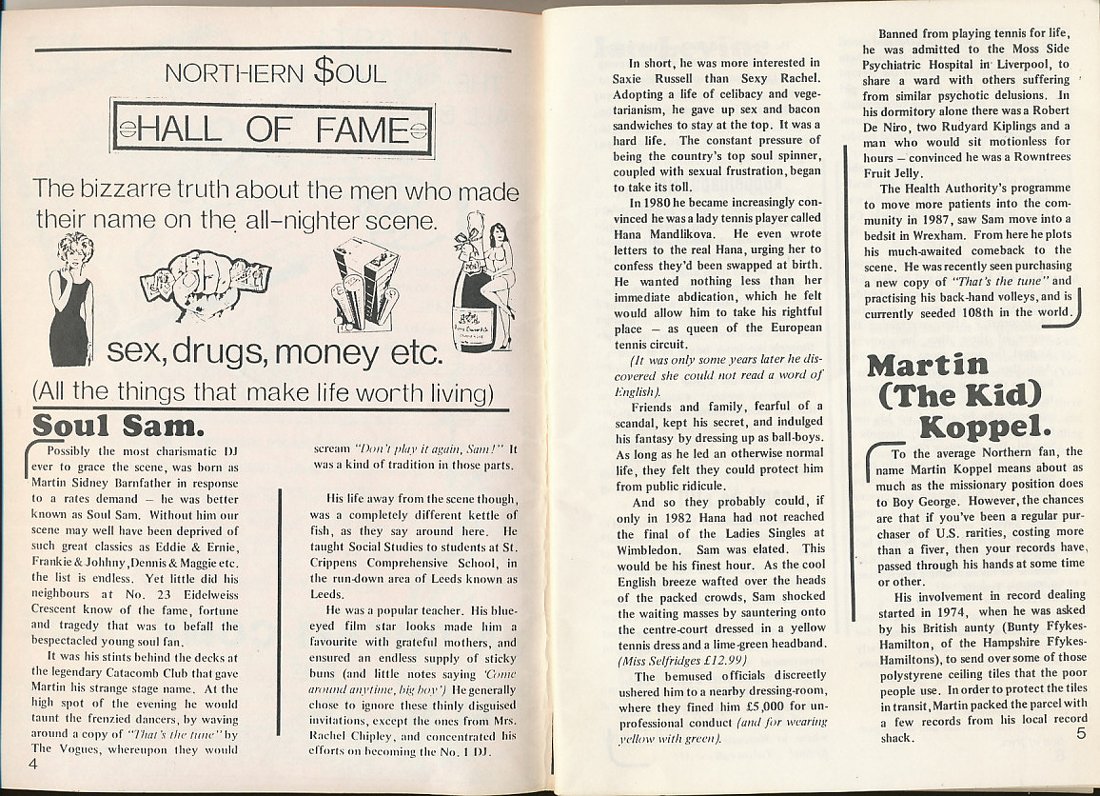 NORTHERN $OUL
HALL OF FAME
The bizzarre truth about the men who made
their name on the all-nighter scene.
sex, drugs, money etc.
(All the things that make life worth living)
Soul Sam.
Possibly the most charismatic DJ
ever to grace the scene, was born as
Martin Sidney Barnfather in response
to a rates demand — he was better
known as Soul Sam. Without him our
scene may well have been deprived of
such great classics as Eddie & Ernie,
Frankie & Johhny, Dennis & Maggie etc.
the list is endless. Yet little did his
neighbours at No. 23 Eidelweiss
Crescent know of the fame, fortune
and tragedy that was to befall the
bespectacled young soul fan.
It was his stints behind the decks at
the legendary Catacomb Club that gave
Martin his strange stage name. At the
high spot of the evening he would
taunt the frenzied dancers, by waving
around a copy of "That's the tune" by
The Vogues, whereupon they would
4
scream "Don't play it again, Sam!" It
was a kind of tradition in those parts.
His life away from the scene though,
was a completely different kettle of
fish, as they say around here. He
taught Social Studies to students at St.
Crippens Comprehensive School, in
the run-down area of Leeds known as
Leeds.
He was a popular teacher. His blue-
eyed film star looks made him a
favourite with grateful mothers, and
ensured an endless supply of sticky
buns (and little notes saying 'Come
around anytime, big boy') He generally
chose to ignore these thinly disguised
invitations, except the ones from Mrs.
Rachel Chipley, and concentrated his
efforts on becoming the No. 1 DJ.
In short, he was more interested in
Saxie Russell than Sexy Rachel.
Adopting a life of celibacy and vege-
tarianism, he gave up sex and bacon
sandwiches to stay at the top. It was a
hard life. The constant pressure of
being the country's top soul spinner,
coupled with sexual frustration, began
to take its toll.
In 1980 he became increasingly con-
vinced he was a lady tennis player called
Hana Mandlikova. He even wrote
letters to the real Hana, urging her to
confess they'd been swapped at birth.
He wanted nothing less than her
immediate abdication, which he felt
would allow him to take his rightful
place — as queen of the European
tennis circuit.
(It was only some years later he dis-
covered she could not read a word of
English).
Friends and family, fearful of a
scandal, kept his secret, and indulged
his fantasy by dressing up as ball-boys.
As long as he led an otherwise normal
life, they felt they could protect him
from public ridicule.
And so they probably could, if
only in 1982 Hana had not reached
the final of the Ladies Singles at
Wimbledon. Sam was elated. This
would be his finest hour. As the cool
English breeze wafted over the heads
of the packed crowds, Sam shocked
the waiting masses by sauntering onto
the centre-court dressed in a yellow
tennis dress and a lime-green headband.
(Miss Selfridges £12.99)
The bemused officials discreetly
ushered him to a nearby dressing-room,
where they fined him £5,000 for un-
professional conduct (and for wearing
yellow with green).
Banned from playing tennis for life,
he was admitted to the Moss Side
Psychiatric Hospital in Liverpool, to
share a ward with others suffering
from similar psychotic delusions. In
his dormitory alone there was a Robert
De Niro, two Rudyard Kiplings and a
man who would sit motionless for
hours — convinced he was a Rowntrees
Fruit Jelly.
The Health Authority's programme
to move more patients into the com-
munity in 1987, saw Sam move into a
bedsit in Wrexham. From here he plots
his much-awaited comeback to the
scene. He was recently seen purchasing
a new copy of "That's the tune" and
practising his back-hand volleys, and is
currently seeded 108th in the world.
Martin
(The Kid)
Koppel.
To the average Northern fan, the
name Martin Koppel means about as
much as the missionary position does
to Boy George. However, the chances
are that if you've been a regular pur-
chaser of U.S. rarities, costing more
than a fiver, then your records have
passed through his hands at some time
or other.
His involvement in record dealing
started in 1974, when he was asked
by his British aunty (Bunty Ffykes-
Hamilton, of the Hampshire Ffykes-
Hamiltons), to send over some of those
polystyrene ceiling tiles that the poor
people use. In order to protect the tiles
in transit, Martin packed the parcel with
a few records from his local record
shack.
5